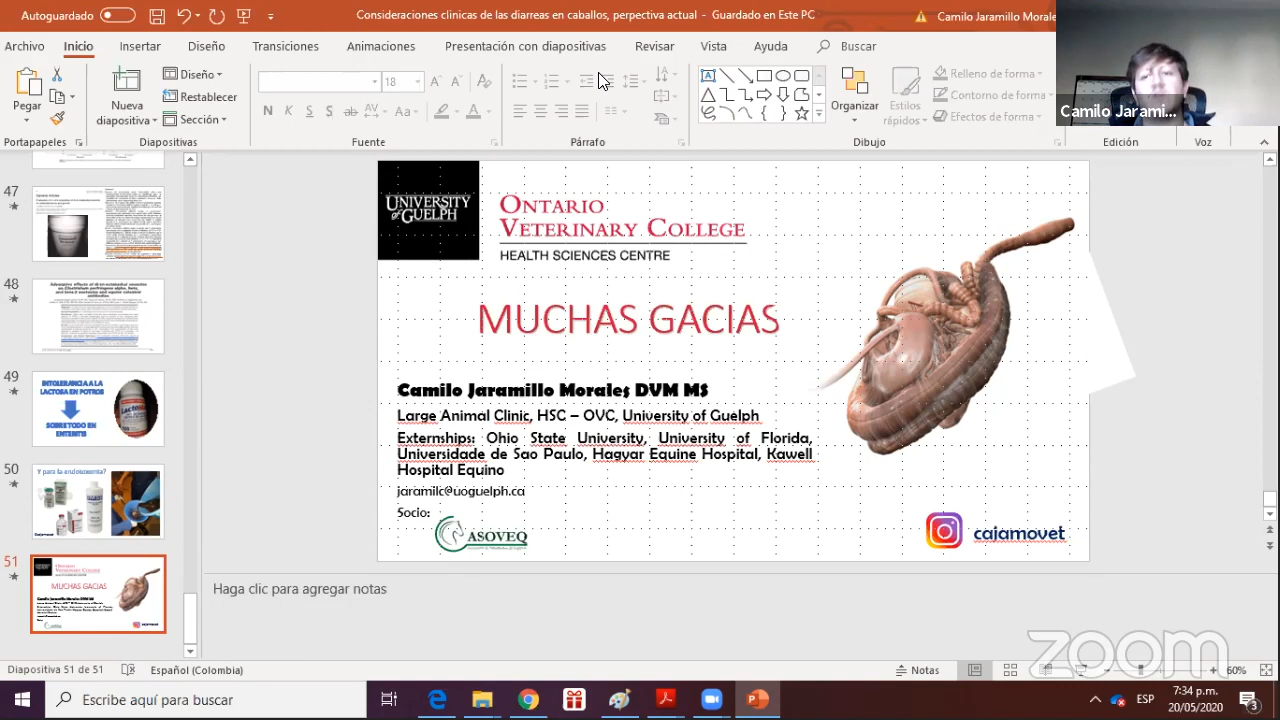 Autoguardado
Consideraciones clinicas de las diarreas en caballos, perpectiva actual - Guardado en Este PC
Camilo Jaramillo Morale
Archivo Inicio Insertar Diseño Transiciones Animaciones Presentación con diapositivas Revisar Vista Ayuda Buscar
Pegar
Nueva diapositiva
Diseño
Restablecer
Sección
18
N K S S ab AV Aa A
Organizar
Estilos rápidos
Relleno de forma
Contorno de forma
Efectos de forma
Camilo Jarami...
Portapapeles Diapositivas Fuente Párrafo Dibujo Edición Voz
47
48
49
INTOLERANCIA A LA
LACTOSA EN POTROS
SOBRE TODO EN
ENTERITIS
50
Y para la endotoxemia?
51
MUCHAS GACIAS
UNIVERSITY
OF GUELPH
ONTARIO
VETERINARY COLLEGE
HEALTH SCIENCES CENTRE
MUCHAS GACIAS
Camilo Jaramillo Morales DVM MS
Large Animal Clinic, HSC – OVC, University of Guelph
Externships: Ohio State University, University of Florida,
Universidade de Sao Paulo, Hagyar Equine Hospital, Kawell
Hospital Equino
jaramilc@uoguelph.ca
Socio:
ASOVEQ
cajamovet
Haga clic para agregar notas
zoom
Diapositiva 51 de 51 Español (Colombia) Notas 60%
Escribe aquí para buscar
ESP
7:34 p.m.
20/05/2020
3